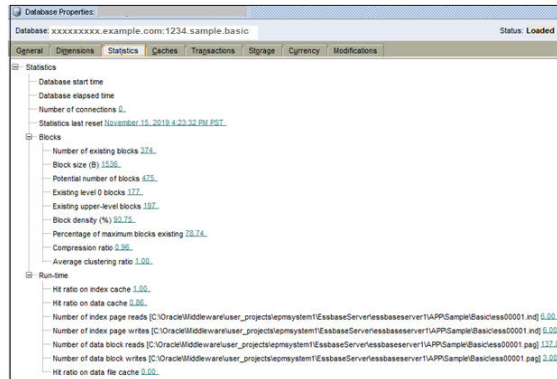 Database Properties:
Database: xxxxxxxxx.example.com:1234.sample.basic Status: Loaded
General Dimensions Statistics Caches Transactions Storage Currency Modifications
Statistics
Database start time
Database elapsed time
Number of connections 0
Statistics last reset November 15, 2019 4:23:32 PM PST
Blocks
Number of existing blocks 374
Block size (B) 1536
Potential number of blocks 475
Existing level 0 blocks 177
Existing upper-level blocks 197
Block density (%) 93.75
Percentage of maximum blocks existing 78.74
Compression ratio 0.96
Average clustering ratio 1.00
Run-time
Hit ratio on index cache 1.00
Hit ratio on data cache 0.86
Number of index page reads [C:\Oracle\Middleware\user_projects\epmsystem1\EssbaseServer\essbaseserver1\APP\Sample\Basic\ess00001.ind] 6.00
Number of index page writes [C:\Oracle\Middleware\user_projects\epmsystem1\EssbaseServer\essbaseserver1\APP\Sample\Basic\ess00001.ind] 6.00
Number of data block reads [C:\Oracle\Middleware\user_projects\epmsystem1\EssbaseServer\essbaseserver1\APP\Sample\Basic\ess00001.pag] 137.0
Number of data block writes [C:\Oracle\Middleware\user_projects\epmsystem1\EssbaseServer\essbaseserver1\APP\Sample\Basic\ess00001.pag] 3.00
Hit ratio on data file cache 0.00